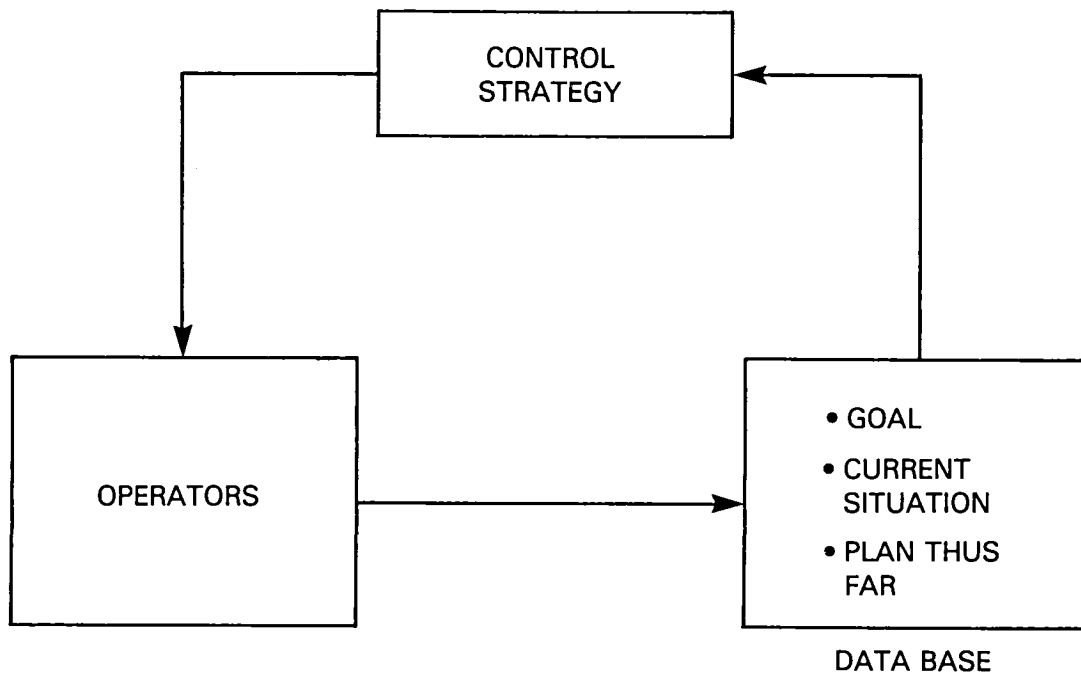 CONTROL
STRATEGY
OPERATORS
• GOAL
• CURRENT
SITUATION
• PLAN THUS
FAR
DATA BASE